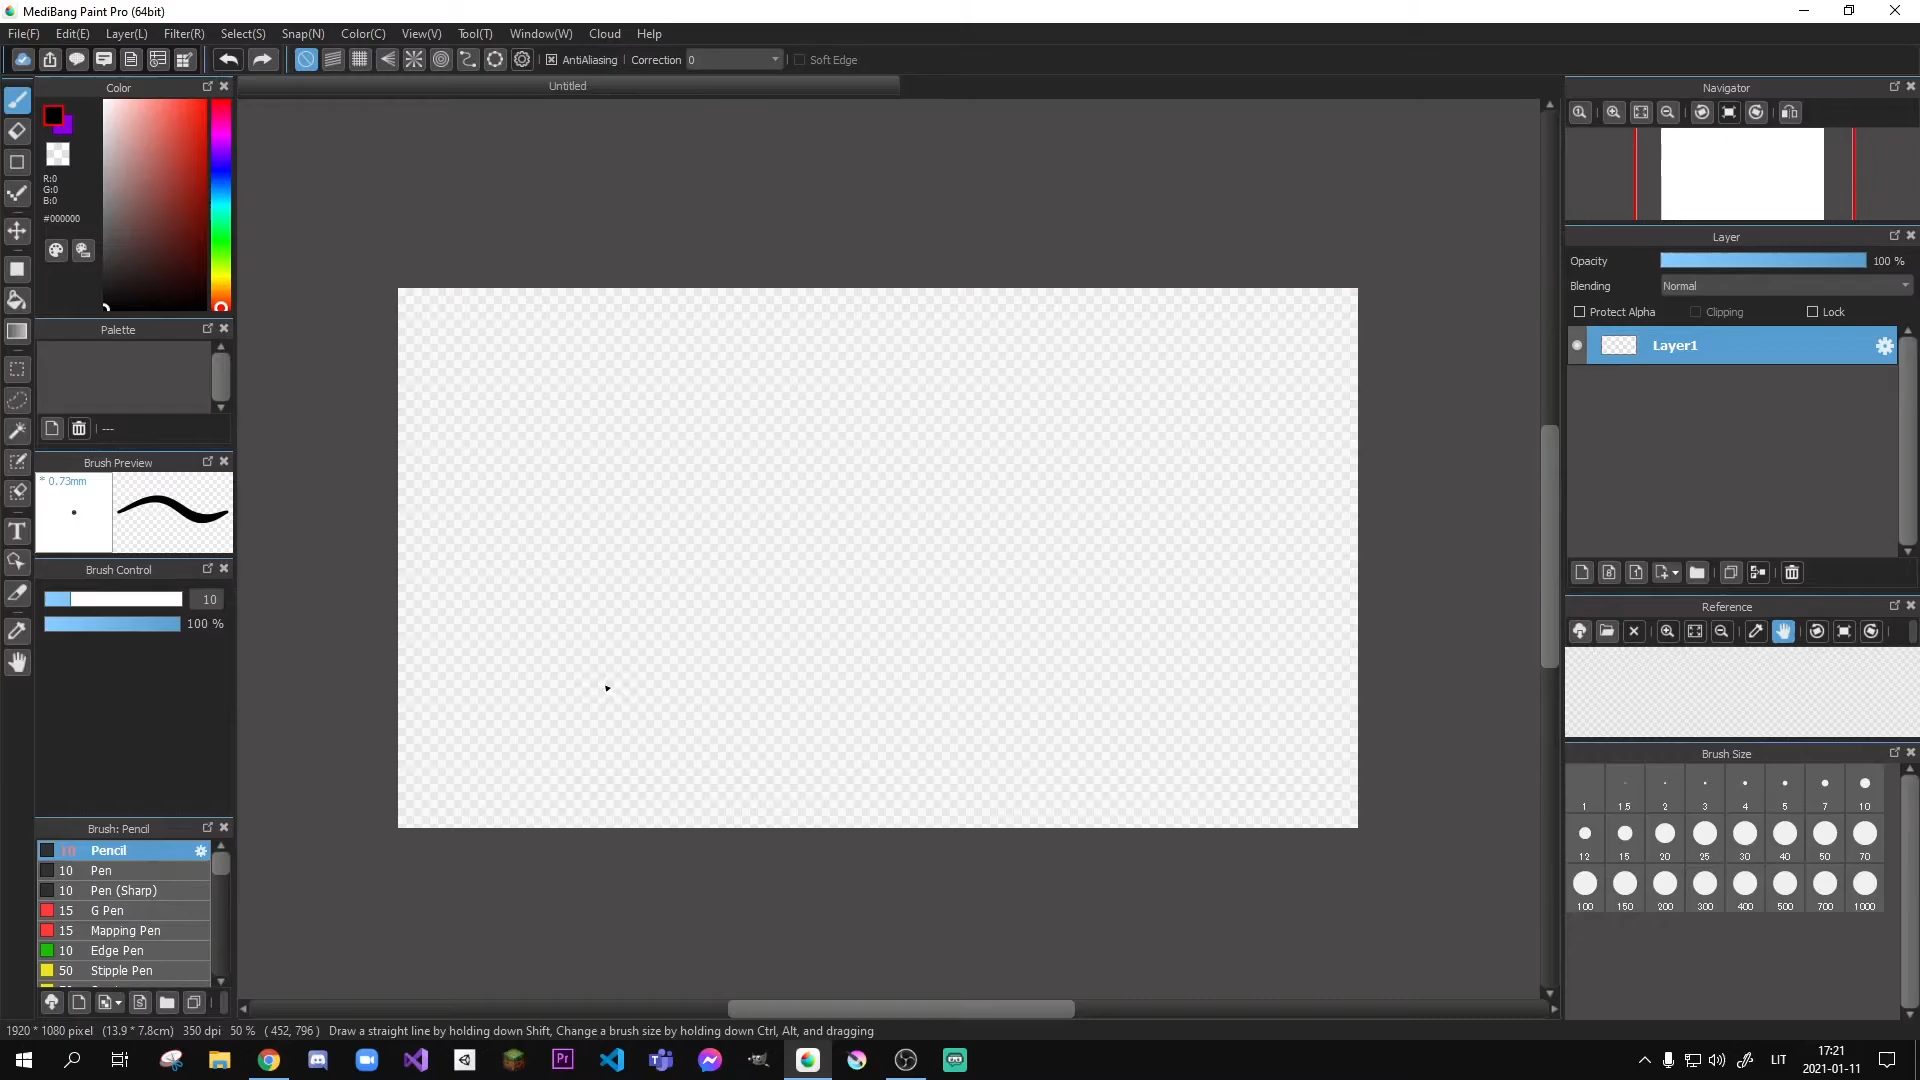 MediBang Paint Pro (64bit)
File(F) Edit(E) Layer(L) Filter(R) Select(S) Snap(N) Color(C) View(V) Tool(T) Window(W) Cloud Help
AntiAliasing Correction 0 Soft Edge
Color
Untitled
Navigator
R:0
G:0
B:0
#000000
Layer
Opacity 100 %
Blending Normal
Protect Alpha Clipping Lock
Palette
Layer1
---
Brush Preview
* 0.73mm
Brush Control
10
100 %
Reference
Brush Size
1 1.5 2 3 4 5 7 10
12 15 20 25 30 40 50 70
100 150 200 300 400 500 700 1000
Brush: Pencil
10 Pencil
10 Pen
10 Pen (Sharp)
15 G Pen
15 Mapping Pen
10 Edge Pen
50 Stipple Pen
1920 * 1080 pixel (13.9 * 7.8cm) 350 dpi 50 % ( 452, 796 ) Draw a straight line by holding down Shift, Change a brush size by holding down Ctrl, Alt, and dragging
Pr
LIT
17:21
2021-01-11